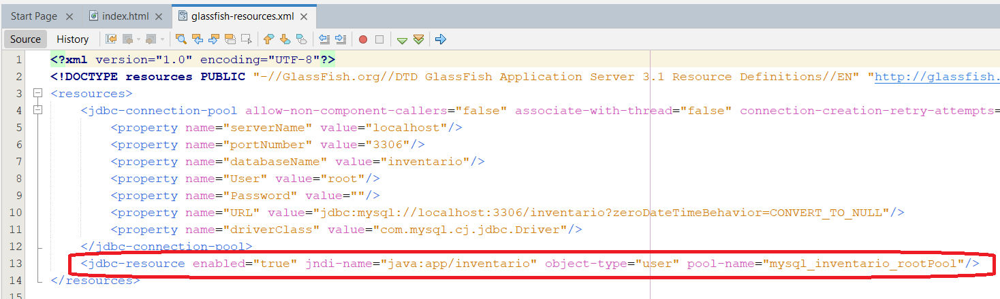 Start Page index.html glassfish-resources.xml
Source History
1 <?xml version="1.0" encoding="UTF-8"?>
2 <!DOCTYPE resources PUBLIC "-//GlassFish.org//DTD GlassFish Application Server 3.1 Resource Definitions//EN" "http://glassfish.
3 <resources>
4 <jdbc-connection-pool allow-non-component-callers="false" associate-with-thread="false" connection-creation-retry-attempts=
5 <property name="serverName" value="localhost"/>
6 <property name="portNumber" value="3306"/>
7 <property name="databaseName" value="inventario"/>
8 <property name="User" value="root"/>
9 <property name="Password" value=""/>
10 <property name="URL" value="jdbc:mysql://localhost:3306/inventario?zeroDateTimeBehavior=CONVERT_TO_NULL"/>
11 <property name="driverClass" value="com.mysql.cj.jdbc.Driver"/>
12 </jdbc-connection-pool>
13 <jdbc-resource enabled="true" jndi-name="java:app/inventario" object-type="user" pool-name="mysql_inventario_rootPool"/>
14 </resources>
15